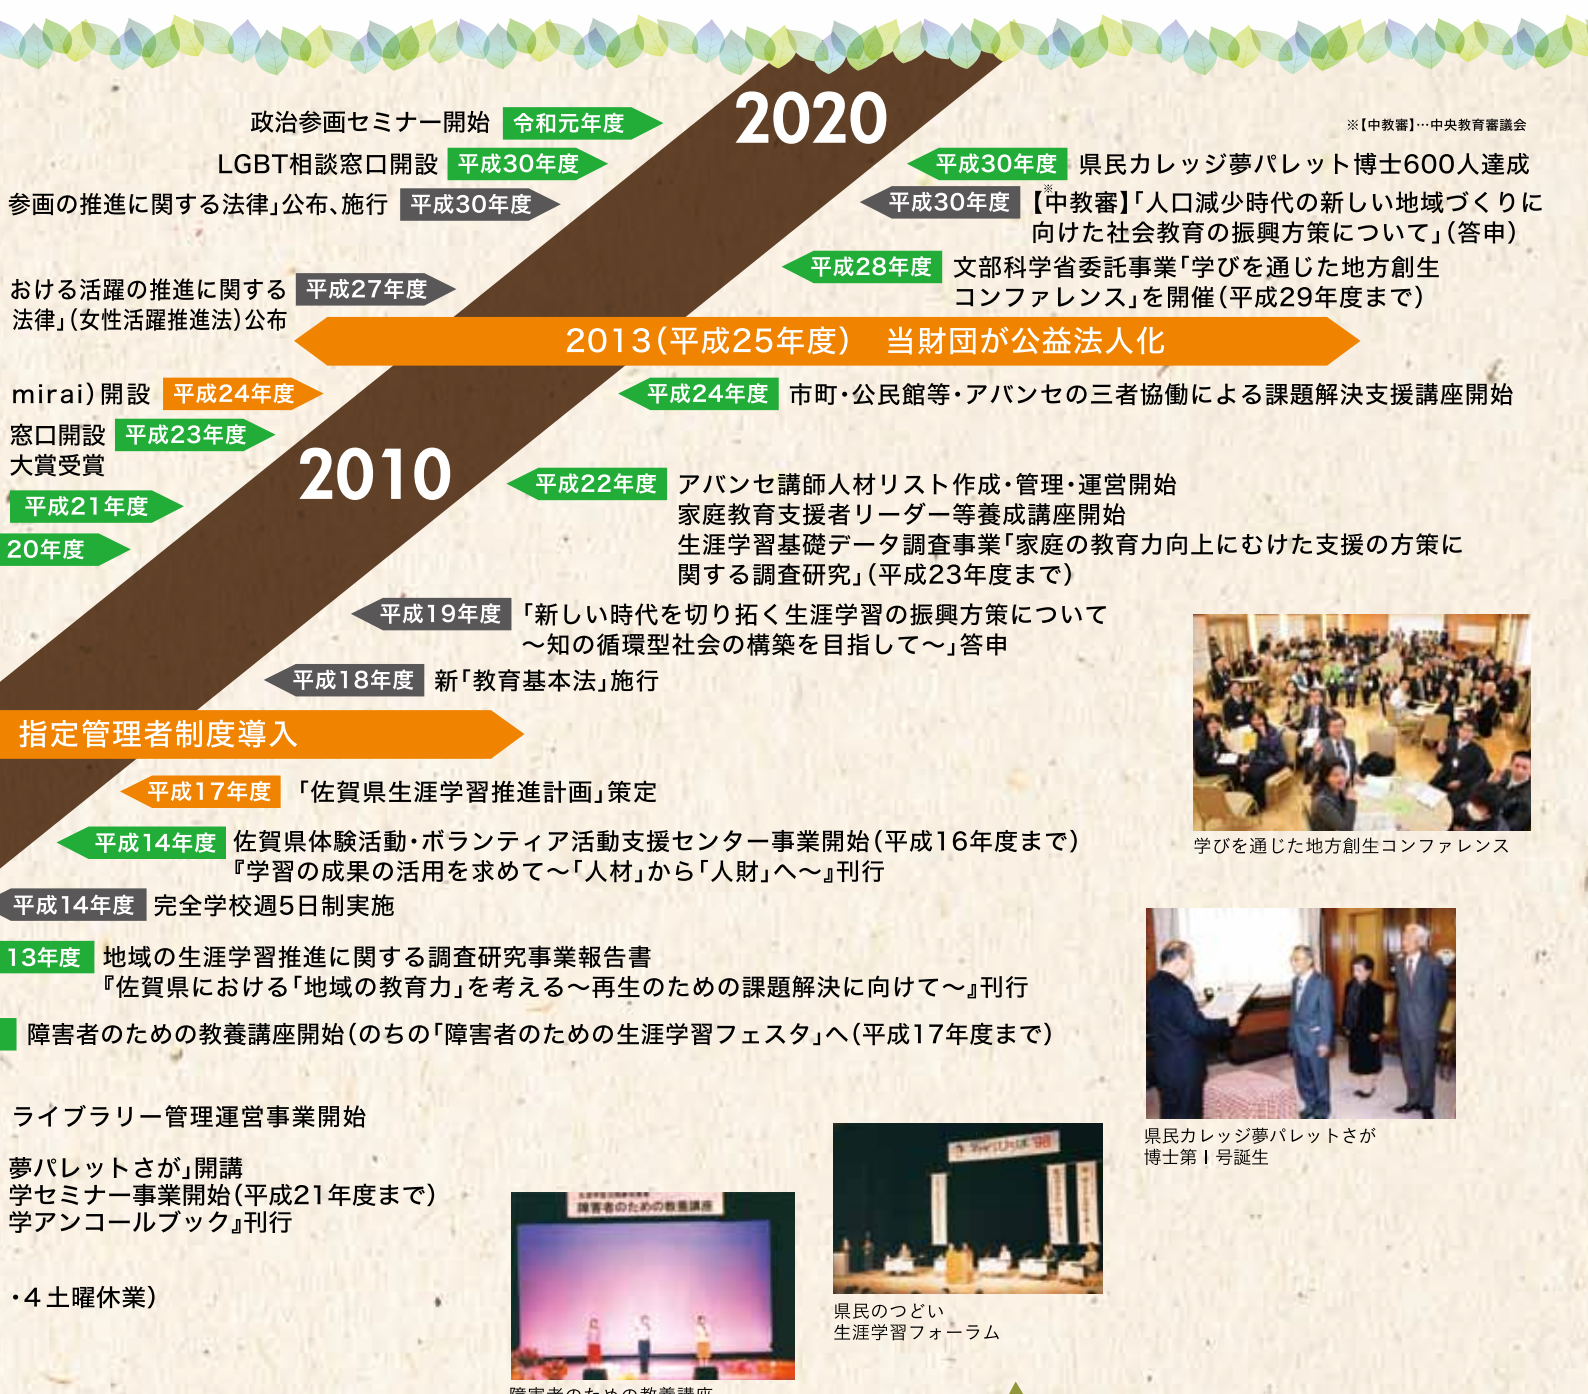 2020
政治参画セミナー開始 令和元年度
※【中教審】…中央教育審議会
LGBT相談窓口開設 平成30年度
平成30年度 県民カレッジ夢パレット博士600人達成
参画の推進に関する法律」公布、施行 平成30年度
平成30年度 【中教審】「人口減少時代の新しい地域づくりに
※
向けた社会教育の振興方策について」（答申）
平成28年度 文部科学省委託事業「学びを通じた地方創生
コンファレンス」を開催（平成29年度まで）
おける活躍の推進に関する 平成27年度
法律」（女性活躍推進法）公布
2013（平成25年度） 当財団が公益法人化
mirai）開設 平成24年度
平成24年度 市町・公民館等・アバンセの三者協働による課題解決支援講座開始
窓口開設 平成23年度
大賞受賞
2010
平成21年度
20年度
平成22年度 アバンセ講師人材リスト作成・管理・運営開始
家庭教育支援者リーダー等養成講座開始
生涯学習基礎データ調査事業「家庭の教育力向上にむけた支援の方策に
関する調査研究」（平成23年度まで）
平成19年度 「新しい時代を切り拓く生涯学習の振興方策について
～知の循環型社会の構築を目指して～」答申
平成18年度 新「教育基本法」施行
指定管理者制度導入
平成17年度 「佐賀県生涯学習推進計画」策定
平成14年度 佐賀県体験活動・ボランティア活動支援センター事業開始（平成16年度まで）
『学習の成果の活用を求めて～「人材」から「人財」へ～』刊行
平成14年度 完全学校週5日制実施
13年度 地域の生涯学習推進に関する調査研究事業報告書
『佐賀県における「地域の教育力」を考える～再生のための課題解決に向けて～』刊行
障害者のための教養講座開始（のちの「障害者のための生涯学習フェスタ」へ（平成17年度まで）
ライブラリー管理運営事業開始
夢パレットさが」開講
学セミナー事業開始（平成21年度まで）
学アンコールブック』刊行
・4土曜休業）
学びを通じた地方創生コンファレンス
県民カレッジ夢パレットさが
博士第Ⅰ号誕生
県民のつどい
生涯学習フォーラム
障害者のための教養講座
障害者のための教養講座